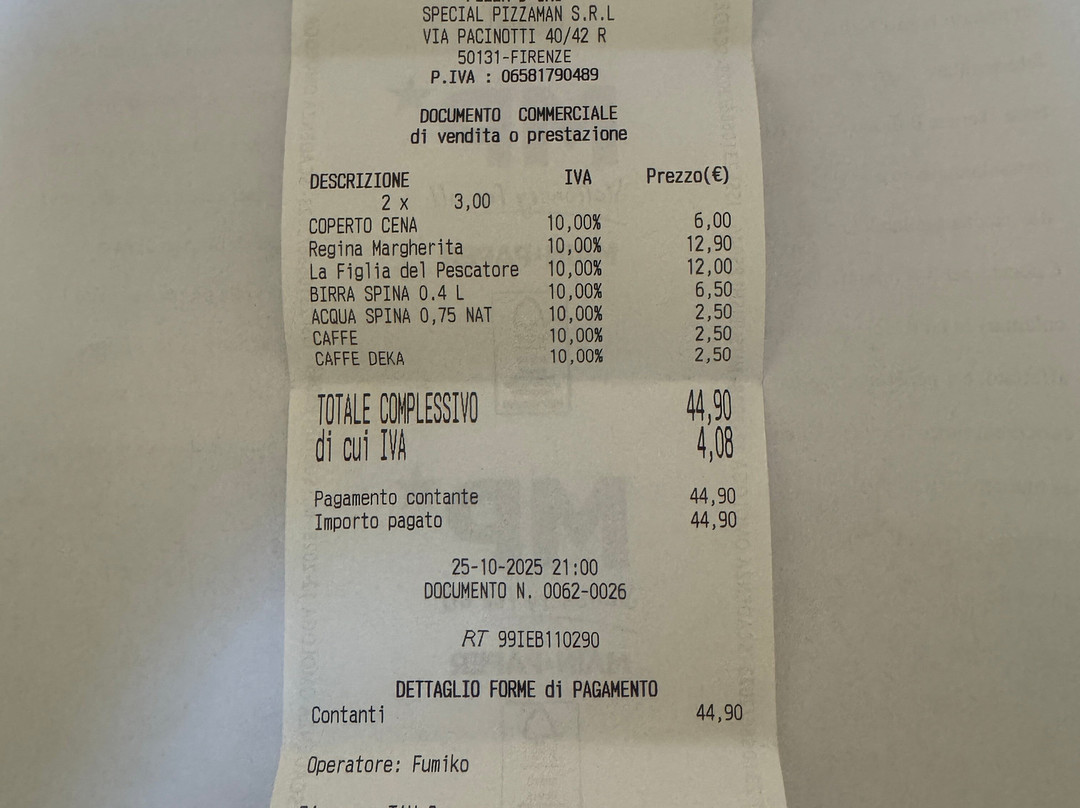 SPECIAL PIZZAMAN S.R.L
VIA PACINOTTI 40/42 R
50131-FIRENZE
P.IVA : 06581790489
DOCUMENTO COMMERCIALE
di vendita o prestazione
DESCRIZIONE IVA Prezzo(€)
2 x 3,00
COPERTO CENA 10,00% 6,00
Regina Margherita 10,00% 12,90
La Figlia del Pescatore 10,00% 12,00
BIRRA SPINA 0.4 L 10,00% 6,50
ACQUA SPINA 0,75 NAT 10,00% 2,50
CAFFE 10,00% 2,50
CAFFE DEKA 10,00% 2,50
TOTALE COMPLESSIVO 44,90
di cui IVA 4,08
Pagamento contante 44,90
Importo pagato 44,90
25-10-2025 21:00
DOCUMENTO N. 0062-0026
RT 99IEB110290
DETTAGLIO FORME di PAGAMENTO
Contanti 44,90
Operatore: Fumiko